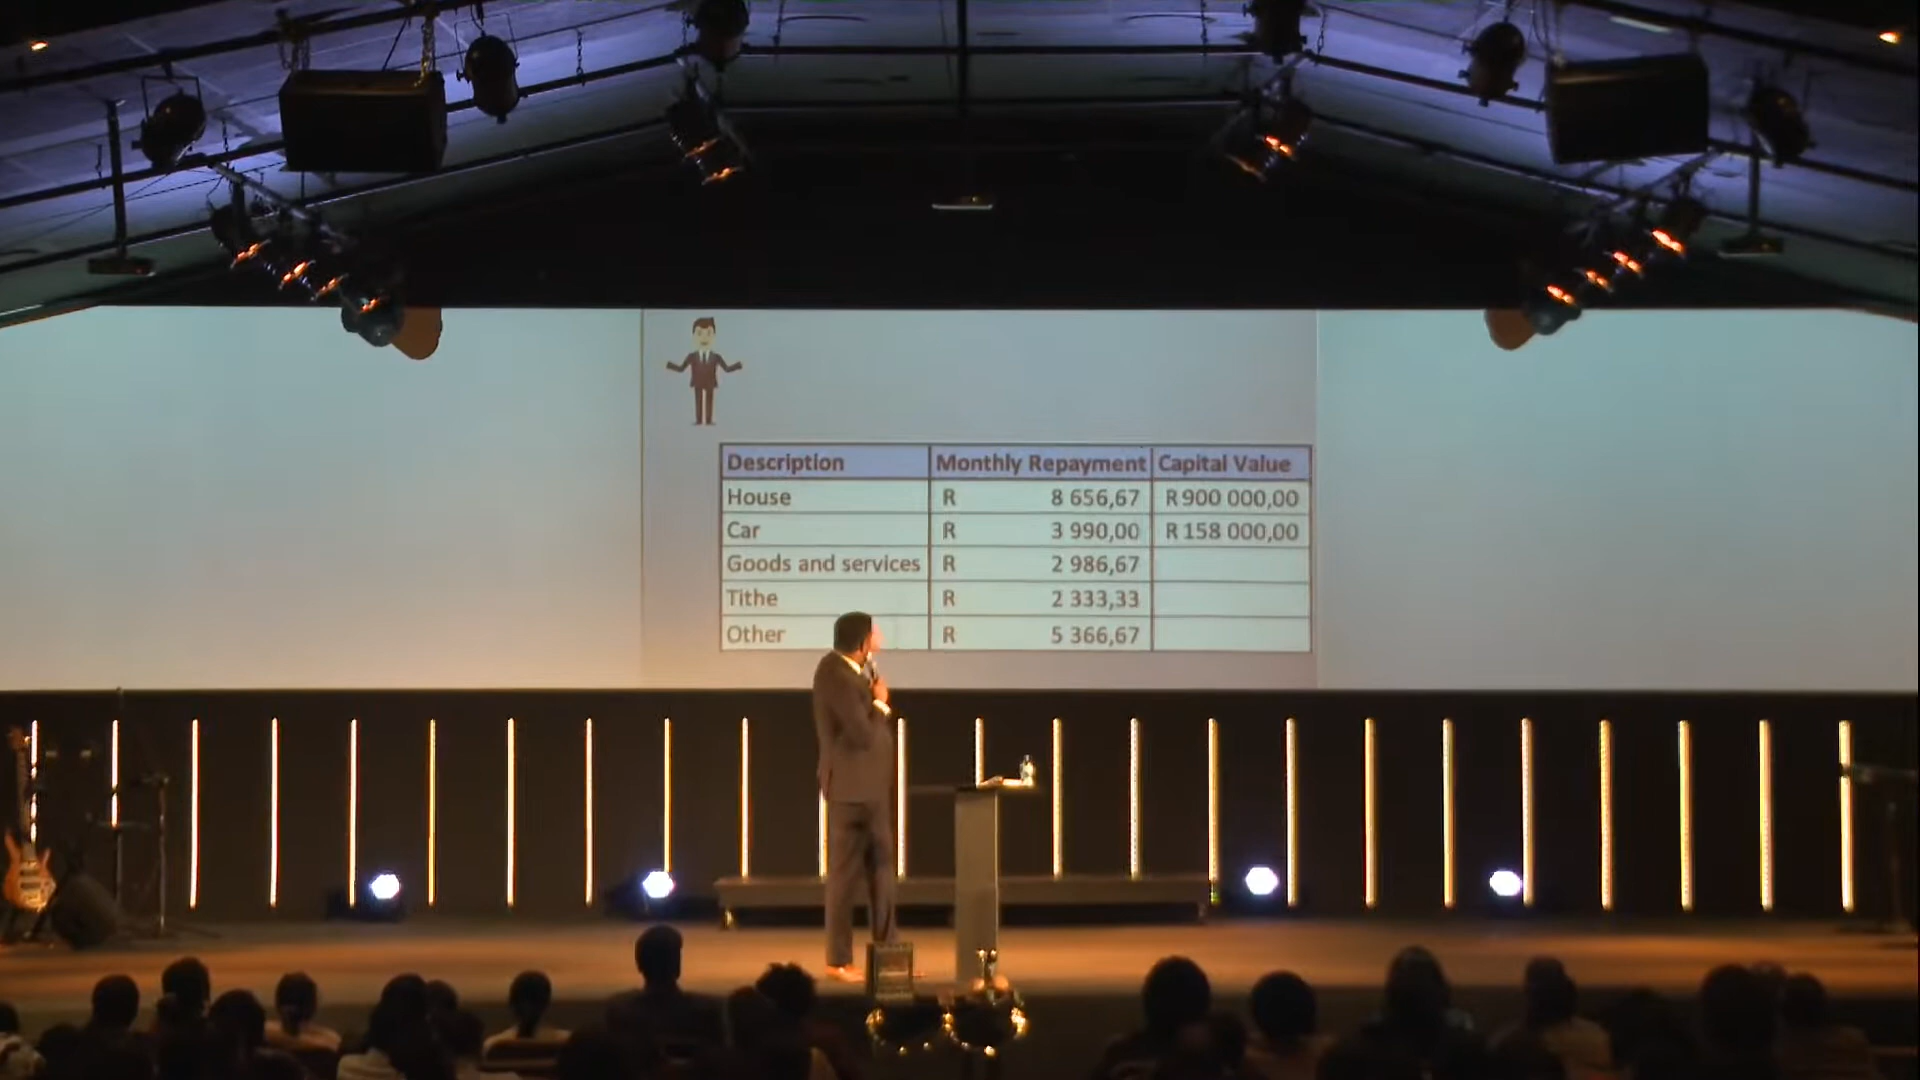 Description Monthly Repayment Capital Value
House R 8 656,67 R 900 000,00
Car R 3 990,00 R 158 000,00
Goods and services R 2 986,67
Tithe R 2 333,33
Other R 5 366,67